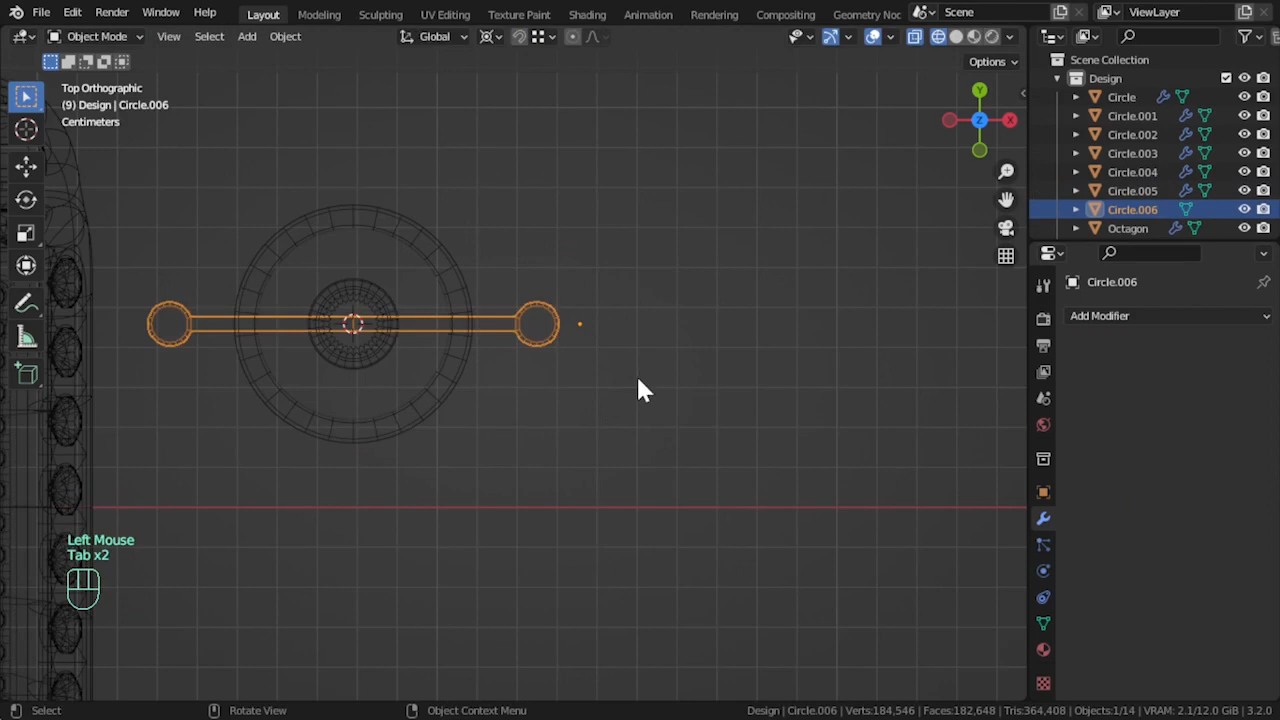 File Edit Render Window Help Layout Modeling Sculpting UV Editing Texture Paint Shading Animation Rendering Compositing Geometry Noc Scene ViewLayer
Object Mode View Select Add Object Global
Options
Top Orthographic
(9) Design | Circle.006
Centimeters
Y
Z
X
Scene Collection
Design
Circle
Circle.001
Circle.002
Circle.003
Circle.004
Circle.005
Circle.006
Octagon
Circle.006
Add Modifier
Left Mouse
Tab x2
Select Rotate View Object Context Menu Design | Circle.006 | Verts:184,546 | Faces:182,648 | Tris:364,408 | Objects:1/14 | VRAM: 2.1/12.0 GiB | 3.2.0